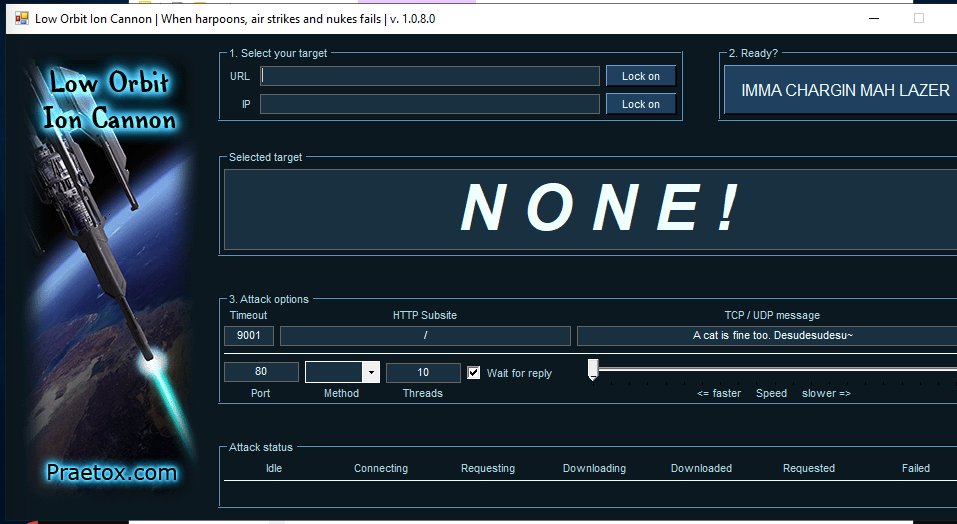 Low Orbit Ion Cannon | When harpoons, air strikes and nukes fails | v. 1.0.8.0
Low Orbit
Ion Cannon
1. Select your target
URL Lock on
IP Lock on
2. Ready?
IMMA CHARGIN MAH LAZER
Selected target
NONE!
3. Attack options
Timeout HTTP Subsite TCP / UDP message
9001 / A cat is fine too. Desudesudesu~
80 10 Wait for reply
Port Method Threads <= faster Speed slower =>
Attack status
Idle Connecting Requesting Downloading Downloaded Requested Failed
Praetox.com